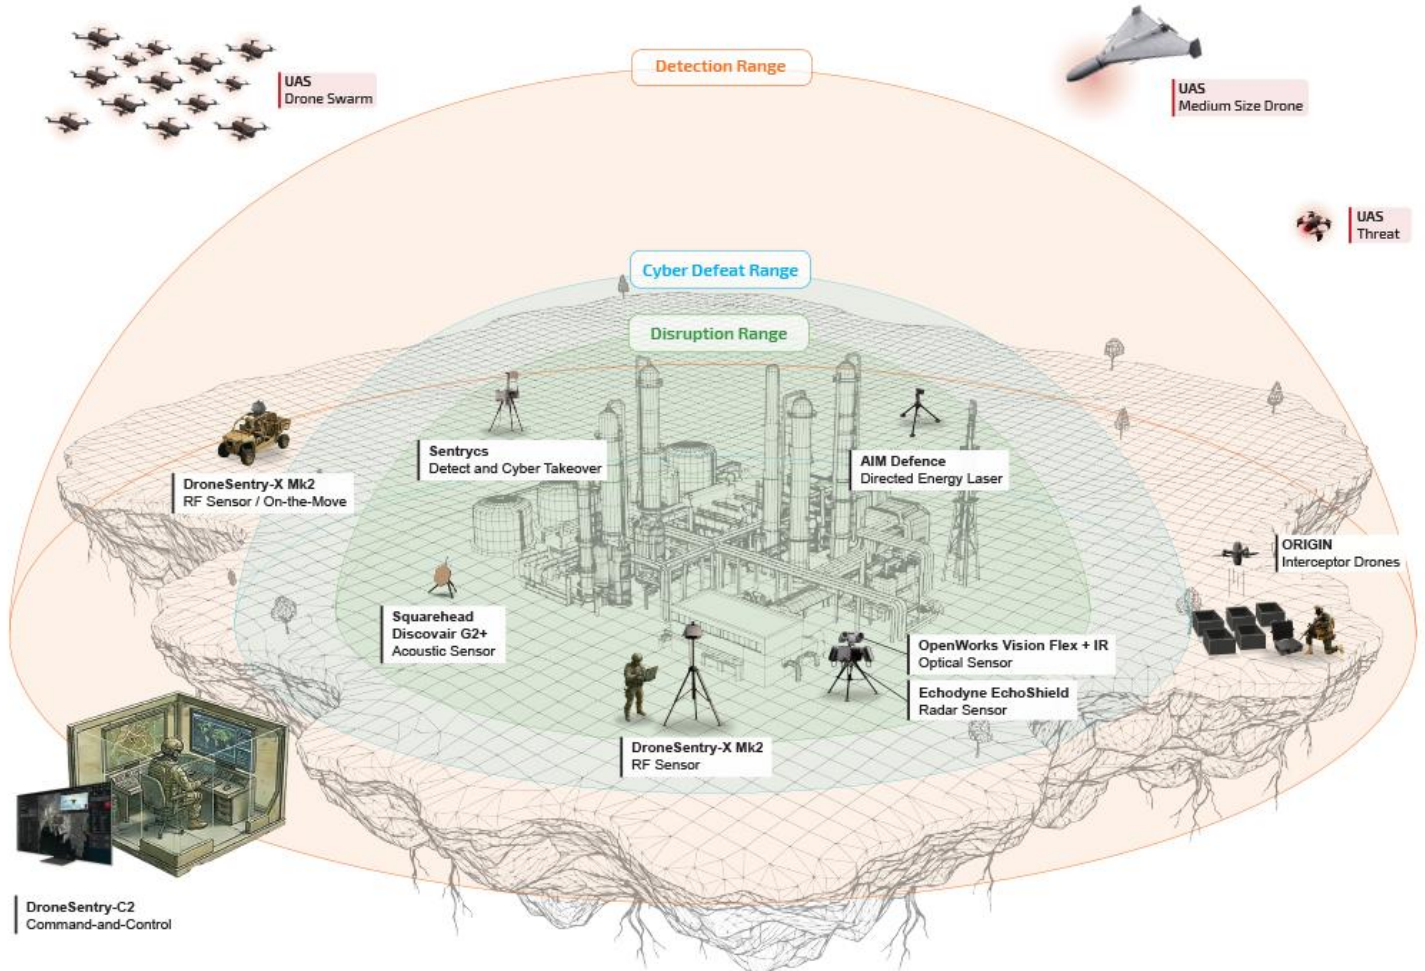 Detection Range
UAS
Drone Swarm
UAS
Medium Size Drone
UAS
Threat
Cyber Defeat Range
Disruption Range
Sentrycs
Detect and Cyber Takeover
AIM Defence
Directed Energy Laser
DroneSentry-X Mk2
RF Sensor / On-the-Move
ORIGIN
Interceptor Drones
Squarehead
Discovair G2+
Acoustic Sensor
OpenWorks Vision Flex + IR
Optical Sensor
Echodyne EchoShield
Radar Sensor
DroneSentry-X Mk2
RF Sensor
DroneSentry-C2
Command-and-Control